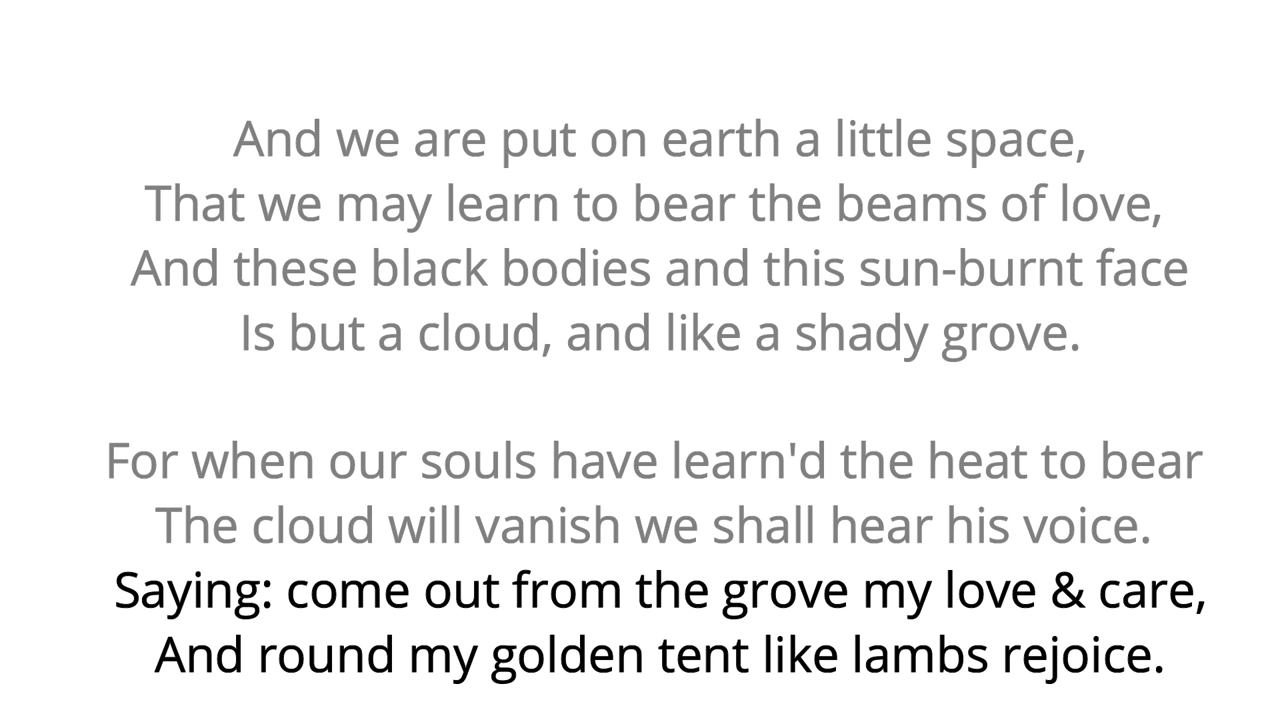 And we are put on earth a little space,
That we may learn to bear the beams of love,
And these black bodies and this sun-burnt face
Is but a cloud, and like a shady grove.
For when our souls have learn'd the heat to bear
The cloud will vanish we shall hear his voice.
Saying: come out from the grove my love & care,
And round my golden tent like lambs rejoice.